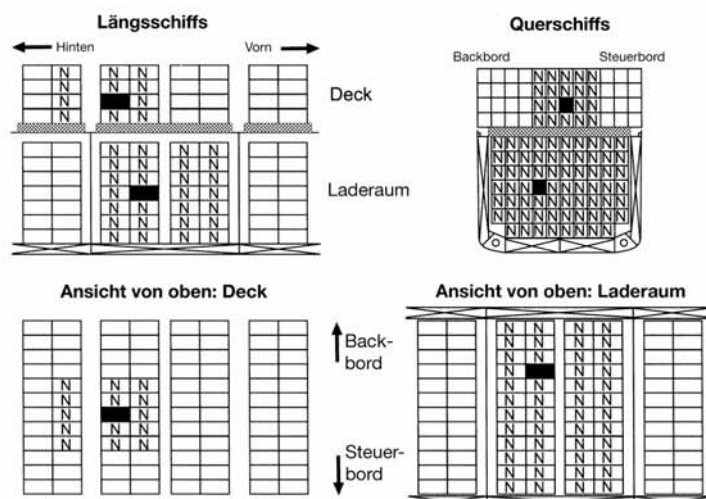 Längsschiffs
Hinten
Vorn
N N N
N N N
N N
N N N
Deck
N N N N
N N N N
N N N N
N N N
N N N N
N N N N
N N N N
Laderaum
Querschiffs
Backbord
Steuerbord
N N N N N
N N N N N
N N N N
N N N N N
N N N N N N N N N N
N N N N N N N N N N
N N N N N N N N N N
N N N N N N N N N
N N N N N N N N N N
N N N N N N N N N N
N N N N N N N N
Ansicht von oben: Deck
N N N
N N N
N N
N N N
N N N
Back-
bord
Steuer-
bord
Ansicht von oben: Laderaum
N N N N
N N N N
N N N N
N N N
N N N N
N N N N
N N N N
N N N N
N N N N
N N N N
N N N N
N N N N